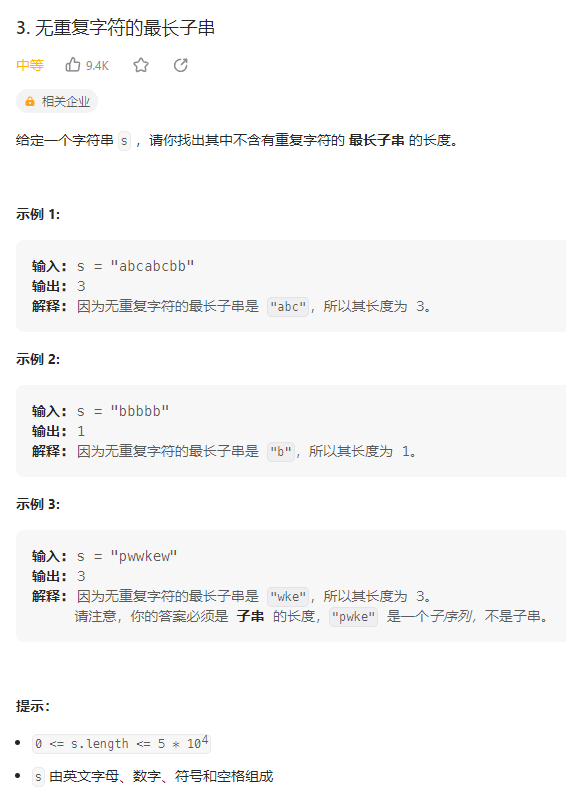 3. 无重复字符的最长子串
中等 9.4K
相关企业
给定一个字符串 s ，请你找出其中不含有重复字符的 最长子串 的长度。
示例 1:
输入: s = "abcabcbb"
输出: 3
解释: 因为无重复字符的最长子串是 "abc"，所以其长度为 3。
示例 2:
输入: s = "bbbbb"
输出: 1
解释: 因为无重复字符的最长子串是 "b"，所以其长度为 1。
示例 3:
输入: s = "pwwkew"
输出: 3
解释: 因为无重复字符的最长子串是 "wke"，所以其长度为 3。
请注意，你的答案必须是 子串 的长度，"pwke" 是一个子序列，不是子串。
提示：
0 <= s.length <= 5 * 10⁴
s 由英文字母、数字、符号和空格组成